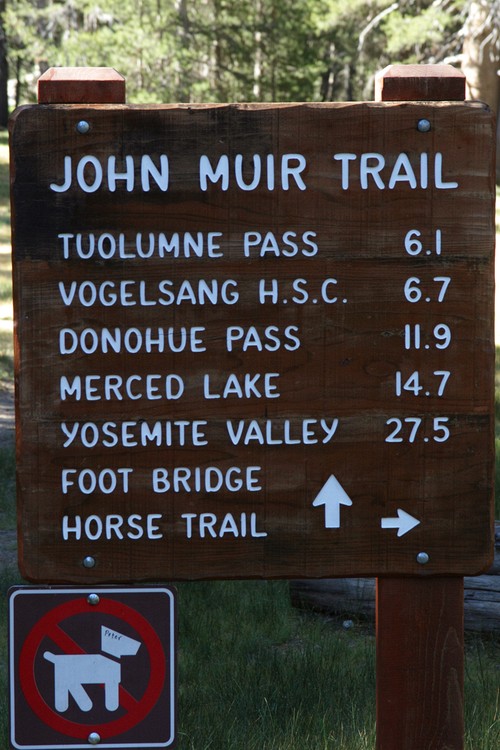 JOHN MUIR TRAIL
TUOLUMNE PASS 6.1
VOGELSANG H.S.C. 6.7
DONOHUE PASS 11.9
MERCED LAKE 14.7
YOSEMITE VALLEY 27.5
FOOT BRIDGE
HORSE TRAIL
Peter